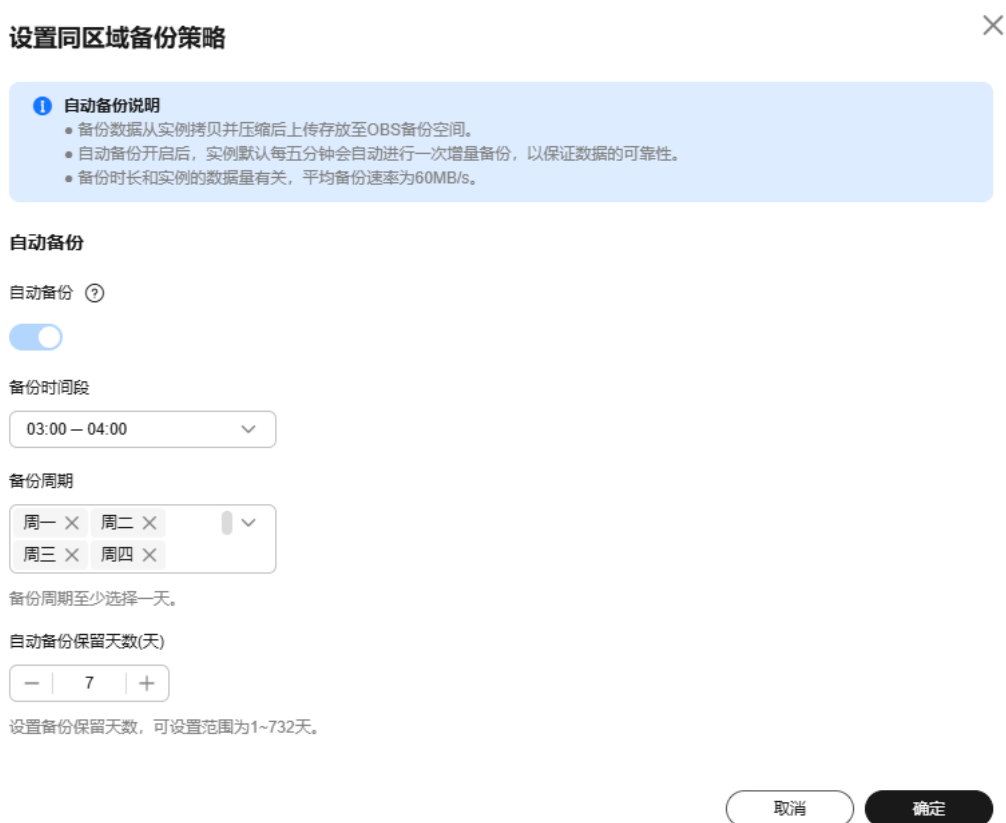 设置同区域备份策略
自动备份说明
● 备份数据从实例拷贝并压缩后上传存放至OBS备份空间。
● 自动备份开启后，实例默认每五分钟会自动进行一次增量备份，以保证数据的可靠性。
● 备份时长和实例的数据量有关，平均备份速率为60MB/s。
自动备份
自动备份 ?
备份时间段
03:00 — 04:00
备份周期
周一 × 周二 ×
周三 × 周四 ×
备份周期至少选择一天。
自动备份保留天数(天)
— 7 +
设置备份保留天数，可设置范围为1~732天。
取消 确定